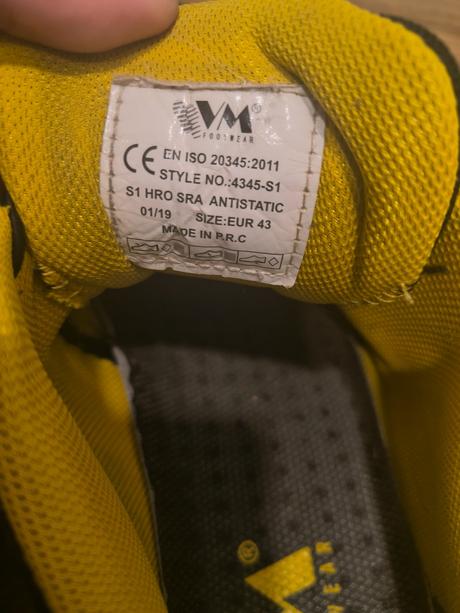 VM®
FOOTWEAR
CE EN ISO 20345:2011
STYLE NO.:4345-S1
S1 HRO SRA ANTISTATIC
01/19 SIZE:EUR 43
MADE IN P.R.C
®
WEAR